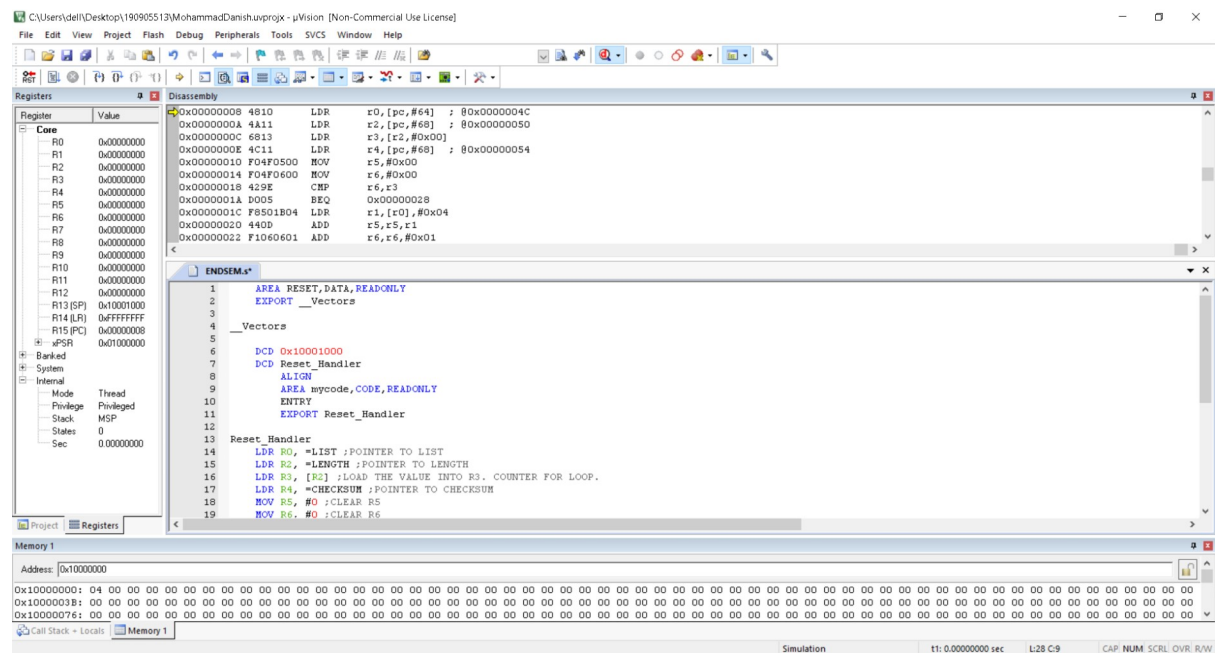 C:\Users\dell\Desktop\190905513\MohammadDanish.uvprojx - µVision [Non-Commercial Use License]
File Edit View Project Flash Debug Peripherals Tools SVCS Window Help
RST
Registers
Register Value
Core
R0 0x00000000
R1 0x00000000
R2 0x00000000
R3 0x00000000
R4 0x00000000
R5 0x00000000
R6 0x00000000
R7 0x00000000
R8 0x00000000
R9 0x00000000
R10 0x00000000
R11 0x00000000
R12 0x00000000
R13 (SP) 0x10001000
R14 (LR) 0xFFFFFFFF
R15 (PC) 0x00000008
xPSR 0x01000000
Banked
System
Internal
Mode Thread
Privilege Privileged
Stack MSP
States 0
Sec 0.00000000
Project Registers
Disassembly
0x00000008 4810 LDR r0,[pc,#64] ; @0x0000004C
0x0000000A 4A11 LDR r2,[pc,#68] ; @0x00000050
0x0000000C 6813 LDR r3,[r2,#0x00]
0x0000000E 4C11 LDR r4,[pc,#68] ; @0x00000054
0x00000010 F04F0500 MOV r5,#0x00
0x00000014 F04F0600 MOV r6,#0x00
0x00000018 429E CMP r6,r3
0x0000001A D005 BEQ 0x00000028
0x0000001C F8501B04 LDR r1,[r0],#0x04
0x00000020 440D ADD r5,r5,r1
0x00000022 F1060601 ADD r6,r6,#0x01
ENDSEM.s*
1 AREA RESET,DATA,READONLY
2 EXPORT __Vectors
3
4 __Vectors
5
6 DCD 0x10001000
7 DCD Reset_Handler
8 ALIGN
9 AREA mycode,CODE,READONLY
10 ENTRY
11 EXPORT Reset_Handler
12
13 Reset_Handler
14 LDR R0, =LIST ;POINTER TO LIST
15 LDR R2, =LENGTH ;POINTER TO LENGTH
16 LDR R3, [R2] ;LOAD THE VALUE INTO R3. COUNTER FOR LOOP.
17 LDR R4, =CHECKSUM ;POINTER TO CHECKSUM
18 MOV R5, #0 ;CLEAR R5
19 MOV R6, #0 ;CLEAR R6
Memory 1
Address: 0x10000000
0x10000000: 04 00 00 00 00 00 00 00 00 00 00 00 00 00 00 00 00 00 00 00 00 00 00 00 00 00 00 00 00 00 00 00 00 00 00 00 00 00 00 00 00 00 00 00 00 00 00 00 00 00 00 00 00 00 00 00 00 00 00
0x1000003B: 00 00 00 00 00 00 00 00 00 00 00 00 00 00 00 00 00 00 00 00 00 00 00 00 00 00 00 00 00 00 00 00 00 00 00 00 00 00 00 00 00 00 00 00 00 00 00 00 00 00 00 00 00 00 00 00 00 00 00
0x10000076: 00 00 00 00 00 00 00 00 00 00 00 00 00 00 00 00 00 00 00 00 00 00 00 00 00 00 00 00 00 00 00 00 00 00 00 00 00 00 00 00 00 00 00 00 00 00 00 00 00 00 00 00 00 00 00 00 00 00 00
Call Stack + Locals Memory 1
Simulation t1: 0.00000000 sec L:28 C:9 CAP NUM SCRL OVR R/W